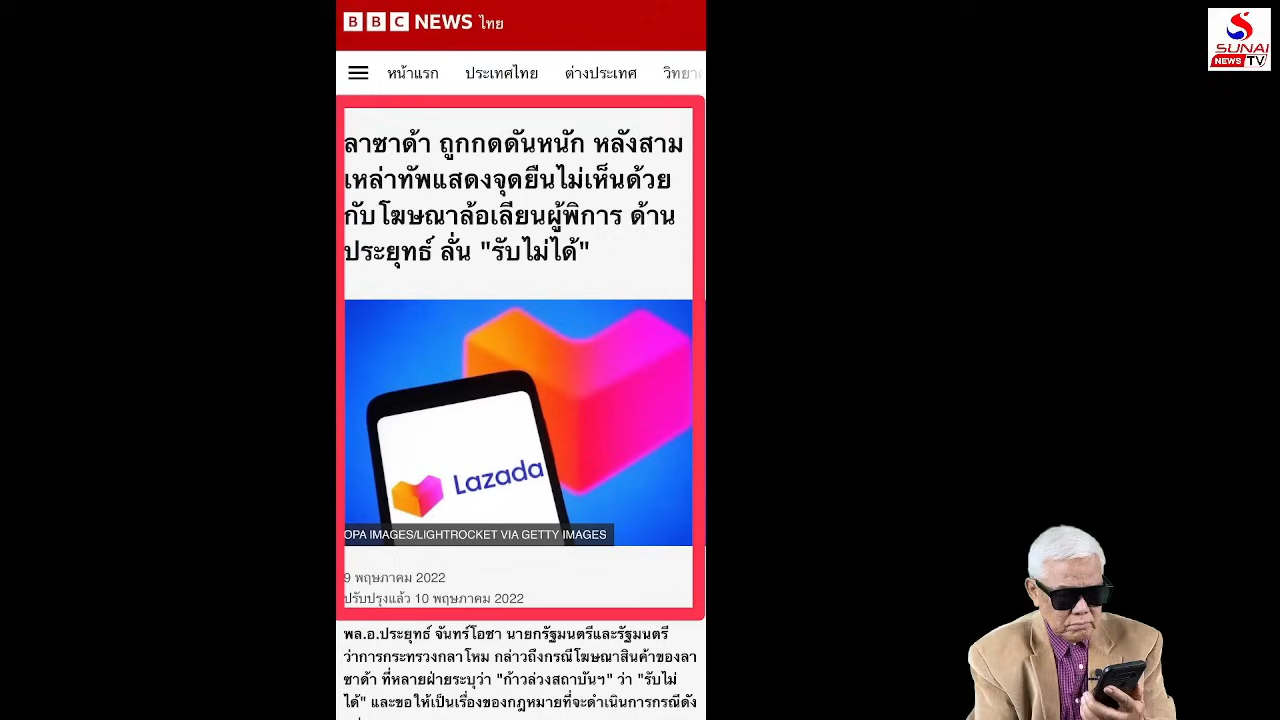 BBC NEWS ไทย
SUNAI
NEWS TV
หน้าแรก ประเทศไทย ต่างประเทศ
ลาซาด้า ถูกกดดันหนัก หลังสาม
เหล่าทัพแสดงจุดยืนไม่เห็นด้วย
กับโฆษณาล้อเลียนผู้พิการ ด้าน
ประยุทธ์ ลั่น "รับไม่ได้"
Lazada
OPA IMAGES/LIGHTROCKET VIA GETTY IMAGES
9 พฤษภาคม 2022
ปรับปรุงแล้ว 10 พฤษภาคม 2022
พล.อ.ประยุทธ์ จันทร์โอชา นายกรัฐมนตรีและรัฐมนตรี
ว่าการกระทรวงกลาโหม กล่าวถึงกรณีโฆษณาสินค้าของลา
ซาด้า ที่หลายฝ่ายระบุว่า "ก้าวล่วงสถาบันฯ" ว่า "รับไม่
ได้" และขอให้เป็นเรื่องของกฎหมายที่จะดำเนินการกรณีดัง